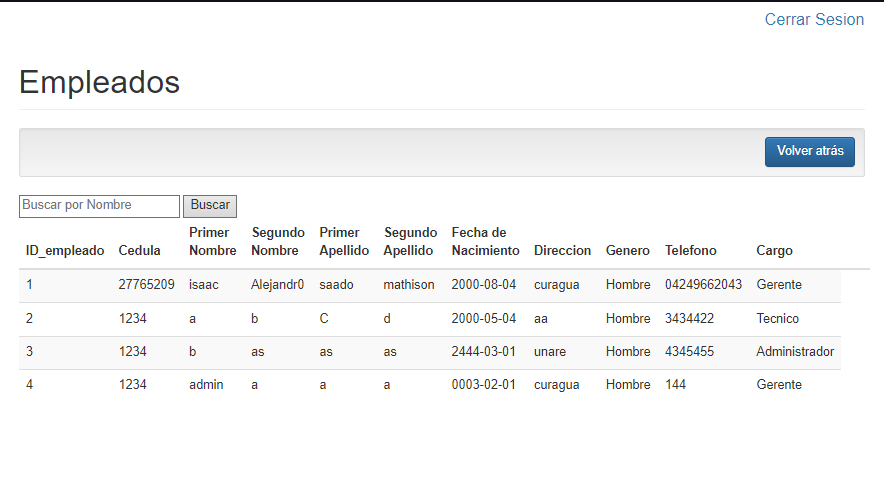 Cerrar Sesion
Empleados
Volver atrás
Buscar por Nombre Buscar
ID_empleado Cedula Primer Nombre Segundo Nombre Primer Apellido Segundo Apellido Fecha de Nacimiento Direccion Genero Telefono Cargo
1 27765209 isaac Alejandr0 saado mathison 2000-08-04 curagua Hombre 04249662043 Gerente
2 1234 a b C d 2000-05-04 aa Hombre 3434422 Tecnico
3 1234 b as as as 2444-03-01 unare Hombre 4345455 Administrador
4 1234 admin a a a 0003-02-01 curagua Hombre 144 Gerente